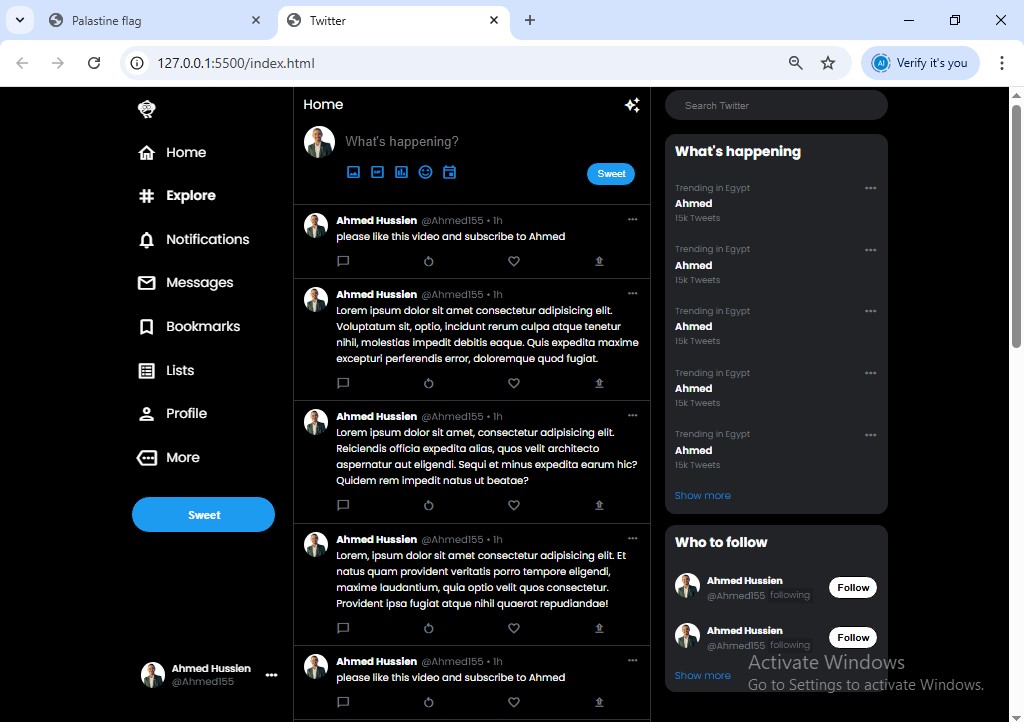 Palastine flag
Twitter
127.0.0.1:5500/index.html
Verify it's you
Home
Explore
Notifications
Messages
Bookmarks
Lists
Profile
More
Sweet
Ahmed Hussien
@Ahmed155
Home
What's happening?
Sweet
Ahmed Hussien @Ahmed155 • 1h
please like this video and subscribe to Ahmed
Ahmed Hussien @Ahmed155 • 1h
Lorem ipsum dolor sit amet consectetur adipisicing elit.
Voluptatum sit, optio, incidunt rerum culpa atque tenetur
nihil, molestias impedit debitis eaque. Quis expedita maxime
excepturi perferendis error, doloremque quod fugiat.
Ahmed Hussien @Ahmed155 • 1h
Lorem ipsum dolor sit amet, consectetur adipisicing elit.
Reiciendis officia expedita alias, quos velit architecto
aspernatur aut eligendi. Sequi et minus expedita earum hic?
Quidem rem impedit natus ut beatae?
Ahmed Hussien @Ahmed155 • 1h
Lorem, ipsum dolor sit amet consectetur adipisicing elit. Et
natus quam provident veritatis porro tempore eligendi,
maxime laudantium, quia optio velit quos consectetur.
Provident ipsa fugiat atque nihil quaerat repudiandae!
Ahmed Hussien @Ahmed155 • 1h
please like this video and subscribe to Ahmed
Search Twitter
What's happening
Trending in Egypt
Ahmed
15k Tweets
Trending in Egypt
Ahmed
15k Tweets
Trending in Egypt
Ahmed
15k Tweets
Trending in Egypt
Ahmed
15k Tweets
Trending in Egypt
Ahmed
15k Tweets
Show more
Who to follow
Ahmed Hussien
@Ahmed155 following
Follow
Ahmed Hussien
@Ahmed155 following
Follow
Show more
Activate Windows
Go to Settings to activate Windows.